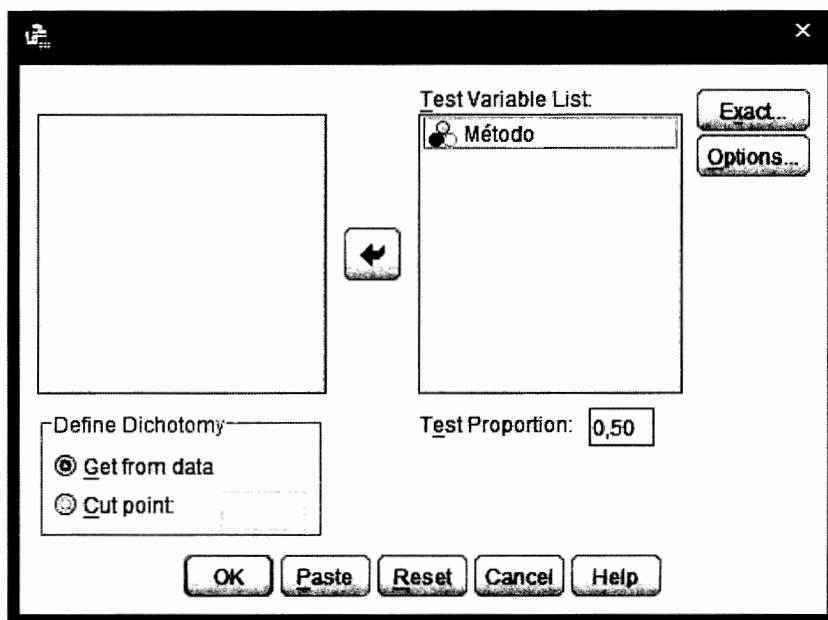 Test Variable List:
Método
Exact...
Options...
Define Dichotomy
Get from data
Cut point:
Test Proportion: 0,50
OK Paste Reset Cancel Help